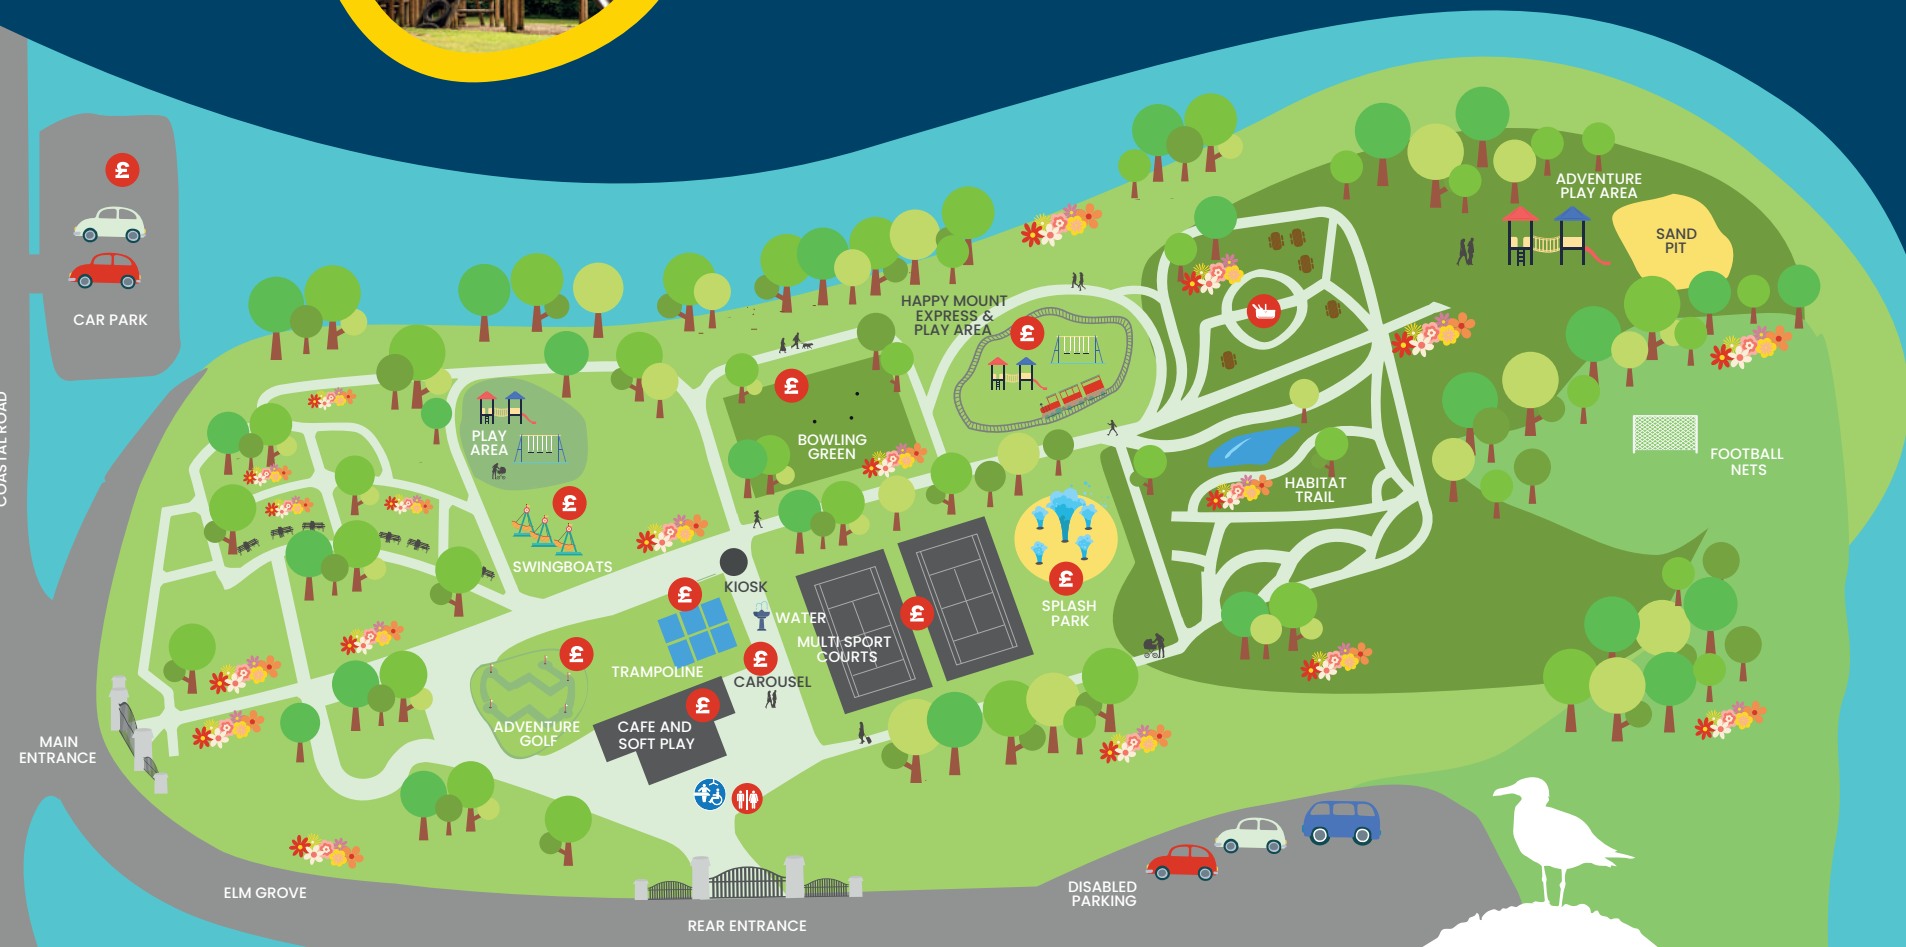 ADVENTURE
PLAY AREA
SAND
PIT
£
CAR PARK
HAPPY MOUNT
EXPRESS &
PLAY AREA
£
£
BOWLING
GREEN
PLAY
AREA
COASTAL ROAD
FOOTBALL
NETS
HABITAT
TRAIL
£
SWINGBOATS
KIOSK
£
£
SPLASH
PARK
£
WATER
MULTI SPORT
COURTS
£
TRAMPOLINE
£
CAROUSEL
£
ADVENTURE
GOLF
CAFE AND
SOFT PLAY
MAIN
ENTRANCE
ELM GROVE
DISABLED
PARKING
REAR ENTRANCE